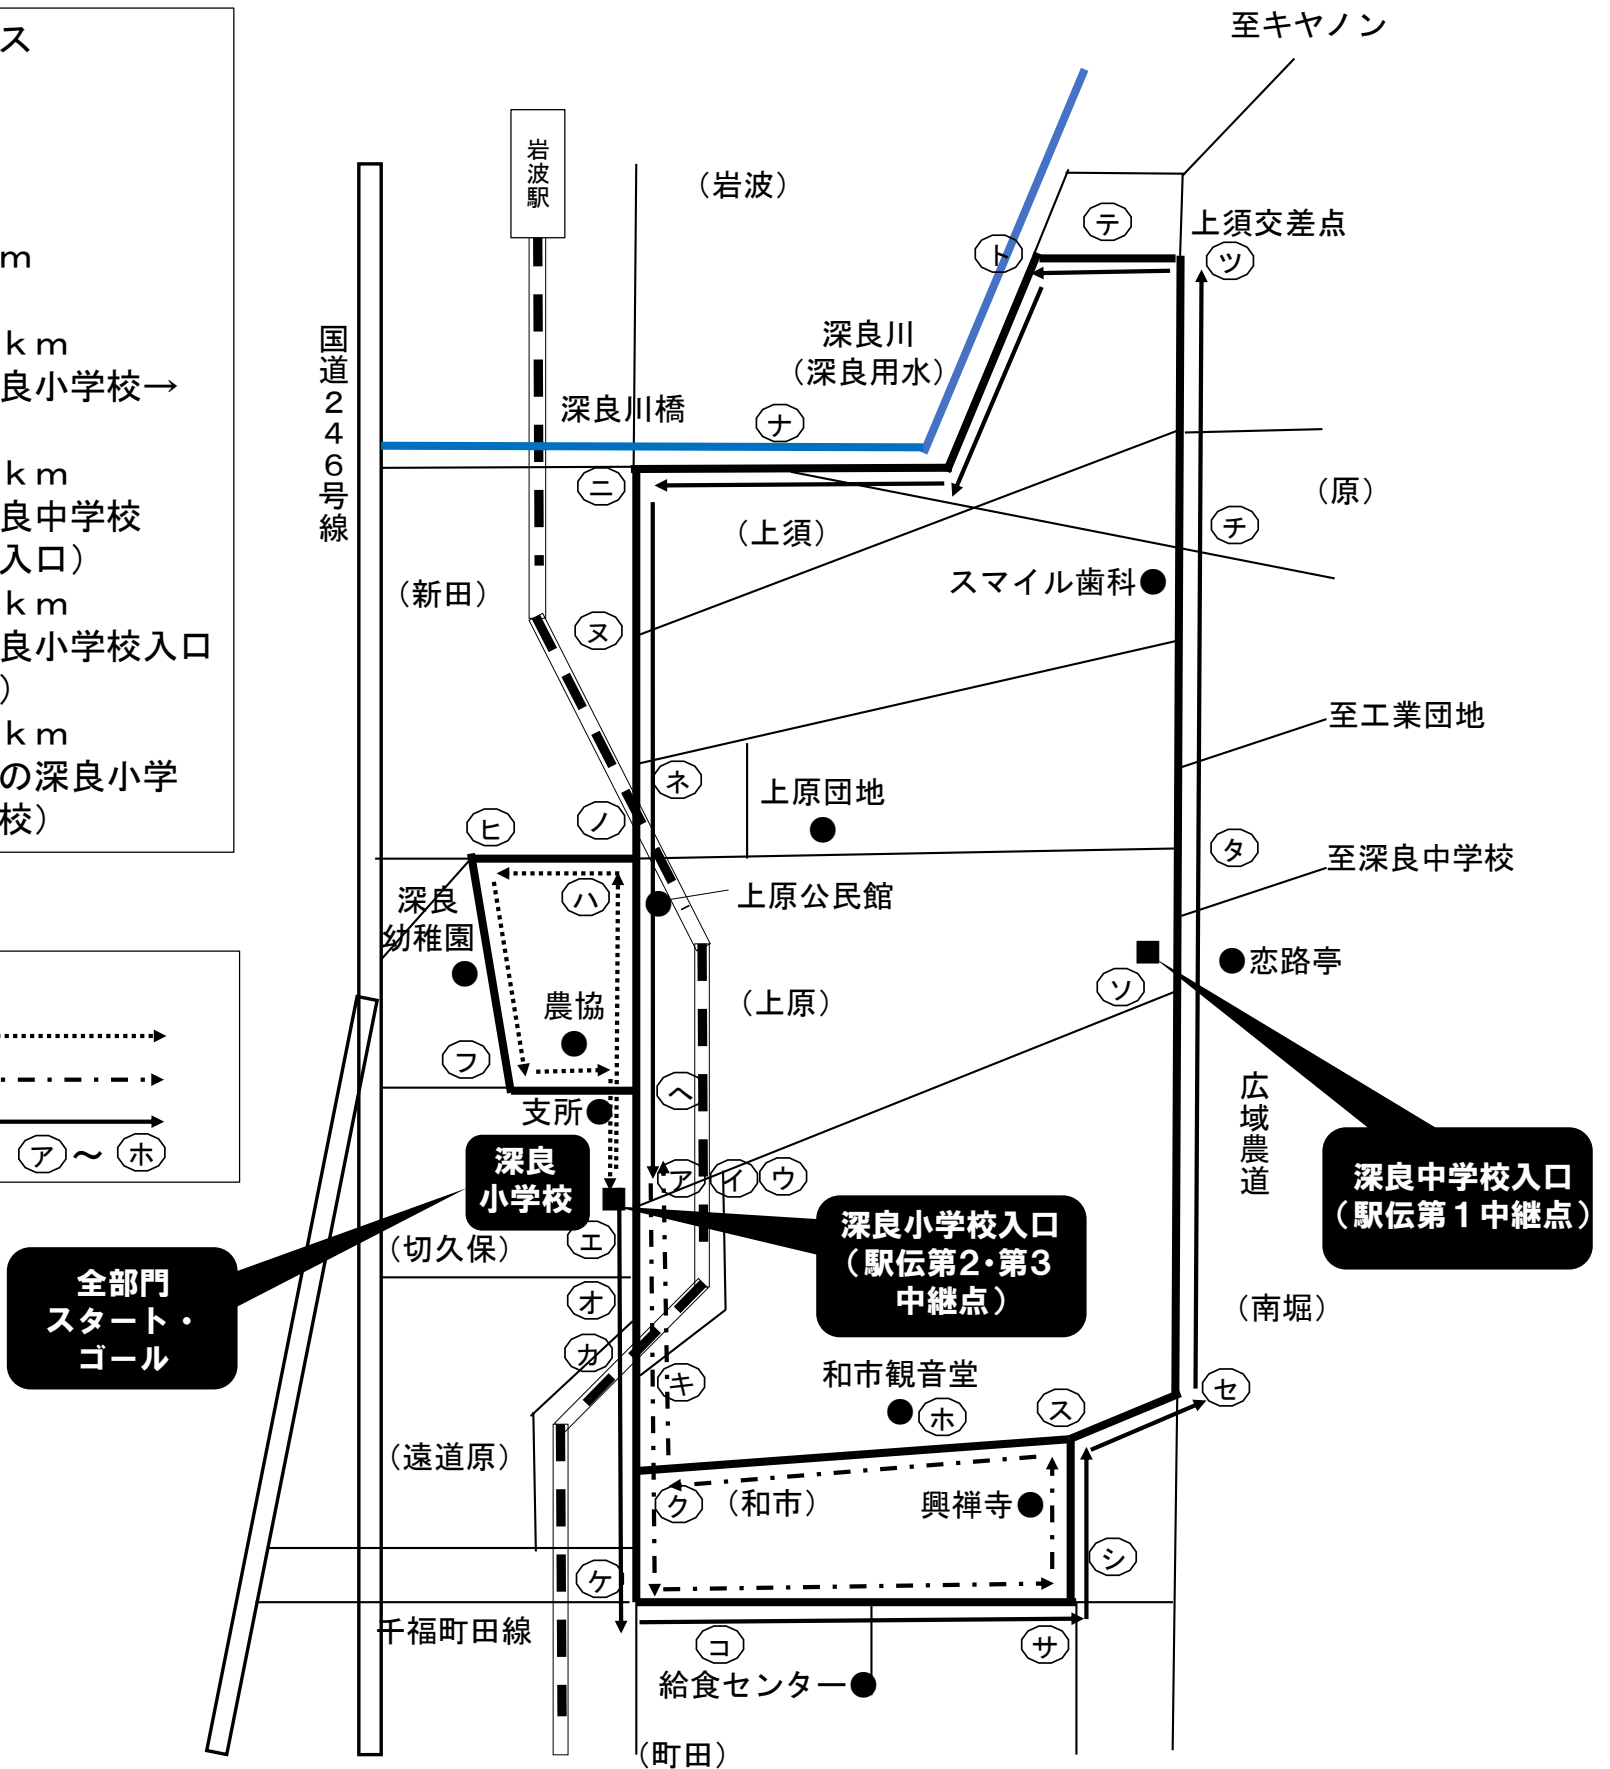 ス
ｍ
ｋｍ
良小学校→
ｋｍ
良中学校
入口）
ｋｍ
良小学校入口
）
ｋｍ
の深良小学
校）
ア～ホ
至キヤノン
岩波駅
（岩波）
テ
ト
上須交差点
ツ
国道２４６号線
深良川
（深良用水）
深良川橋
ナ
ニ
（上須）
（原）
チ
（新田）
スマイル歯科
ヌ
至工業団地
ネ
上原団地
ヒ
ノ
タ
至深良中学校
深良
幼稚園
ハ
上原公民館
恋路亭
ソ
農協
（上原）
フ
ヘ
支所
広域農道
深良
小学校
ア
イ
ウ
深良中学校入口
（駅伝第１中継点）
深良小学校入口
（駅伝第2・第3
中継点）
（切久保）
エ
全部門
スタート・
ゴール
オ
（南堀）
カ
キ
和市観音堂
ホ
ス
セ
（遠道原）
ク
（和市）
興禅寺
シ
ケ
千福町田線
コ
サ
給食センター
（町田）